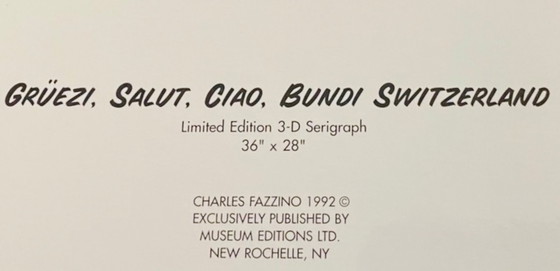 GRÜEZI, SALUT, CIAO, BUNDI SWITZERLAND
Limited Edition 3-D Serigraph
36" x 28"
CHARLES FAZZINO 1992 ©
EXCLUSIVELY PUBLISHED BY
MUSEUM EDITIONS LTD.
NEW ROCHELLE, NY